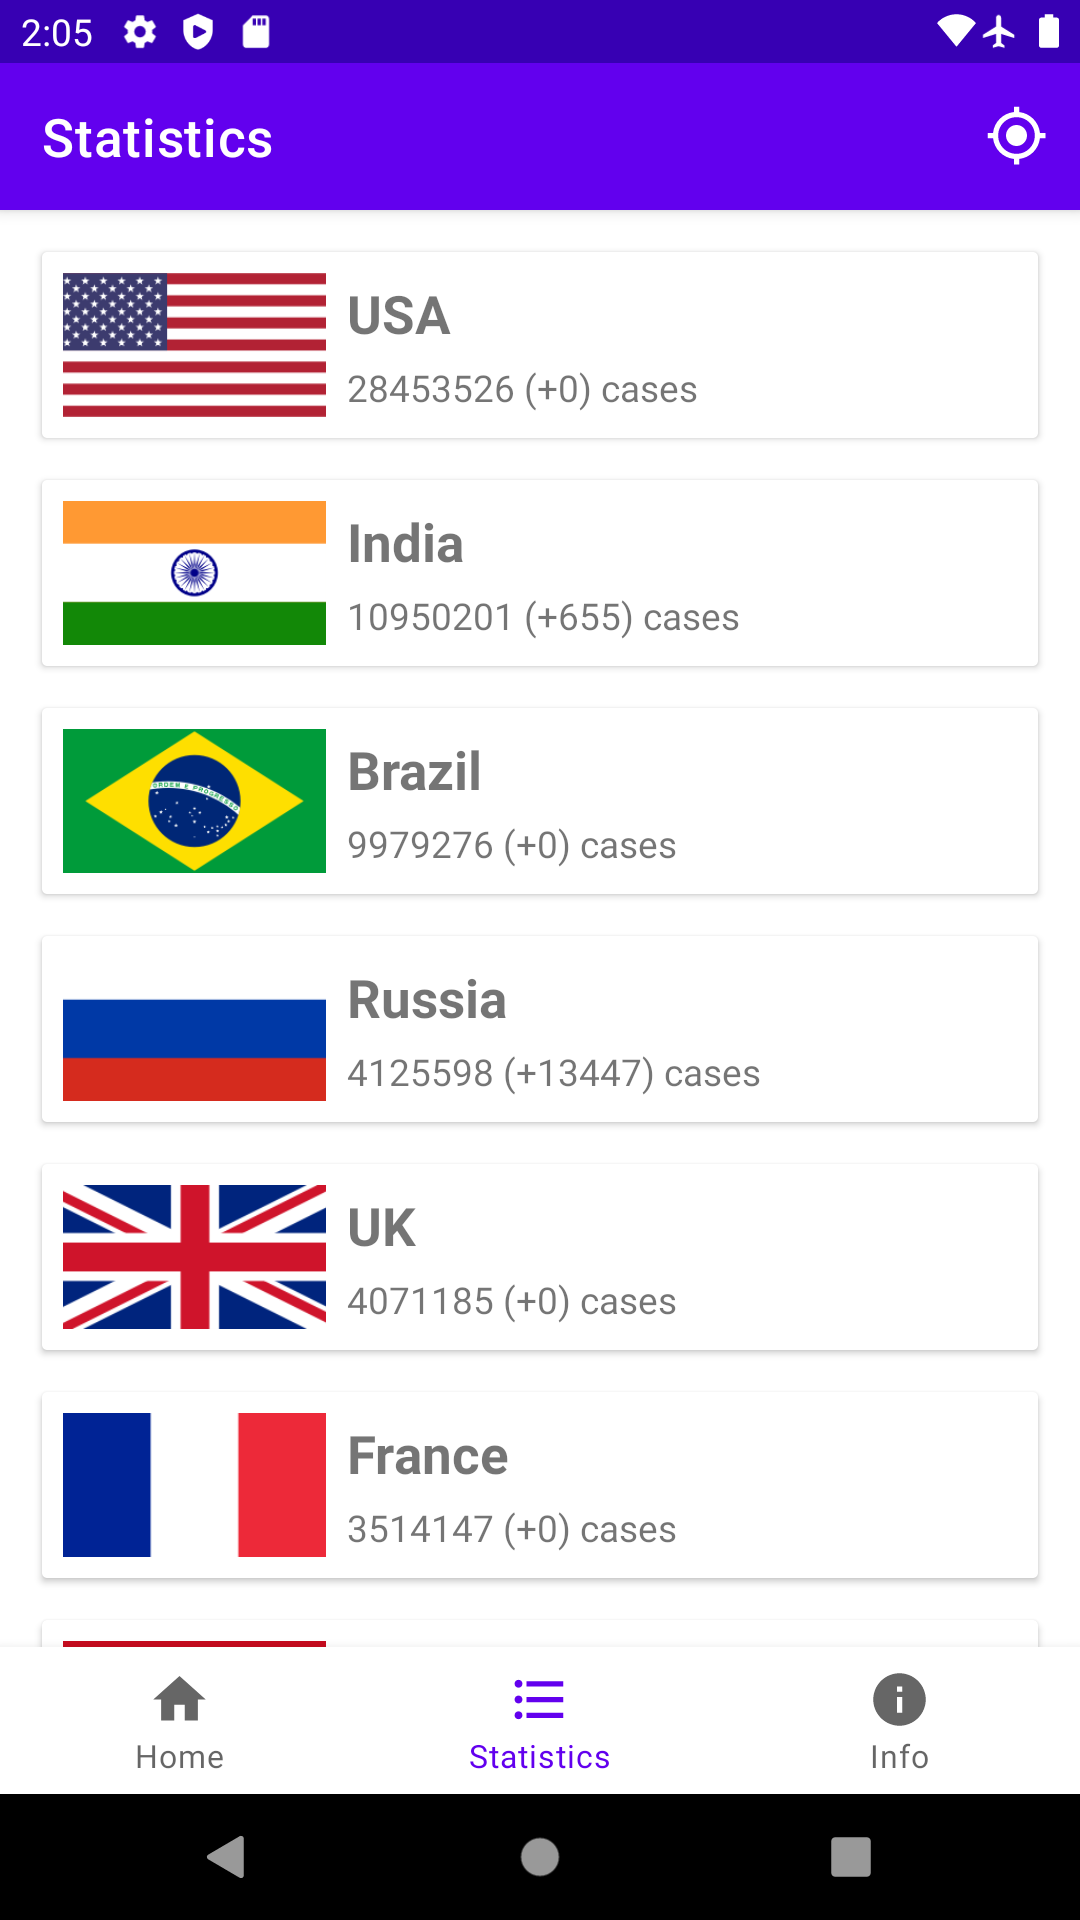 2:05
Statistics
USA
28453526 (+0) cases
India
10950201 (+655) cases
Brazil
9979276 (+0) cases
Russia
4125598 (+13447) cases
UK
4071185 (+0) cases
France
3514147 (+0) cases
Home
Statistics
Info